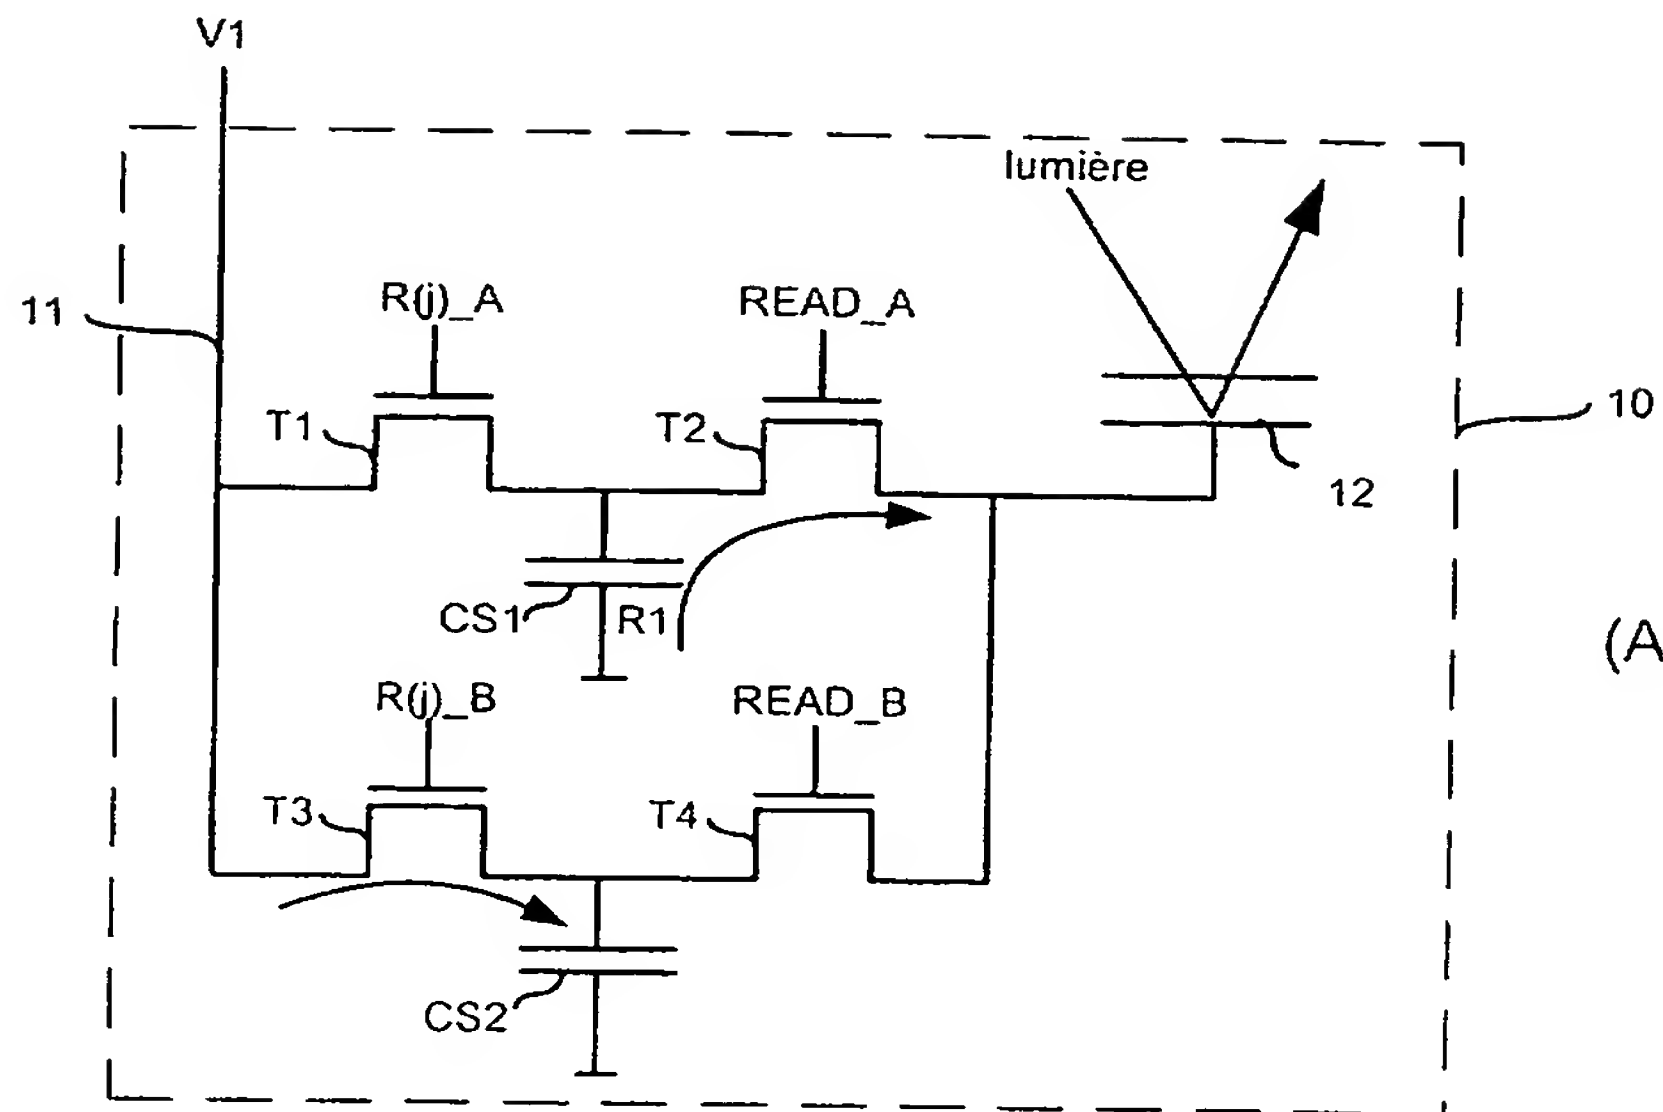 V1
lumière
11
R(j)_A
READ_A
T1
T2
10
12
CS1
R1
(A
R(j)_B
READ_B
T3
T4
CS2